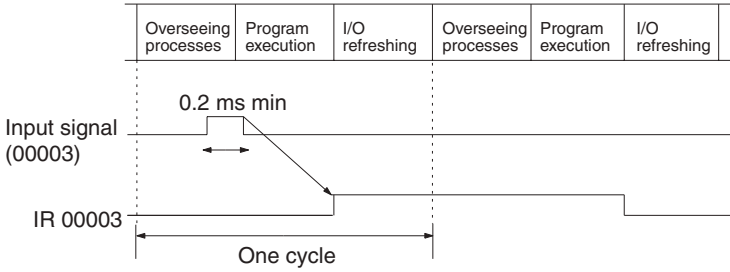 Overseeing processes
Program execution
I/O refreshing
Overseeing processes
Program execution
I/O refreshing
0.2 ms min
Input signal
(00003)
IR 00003
One cycle